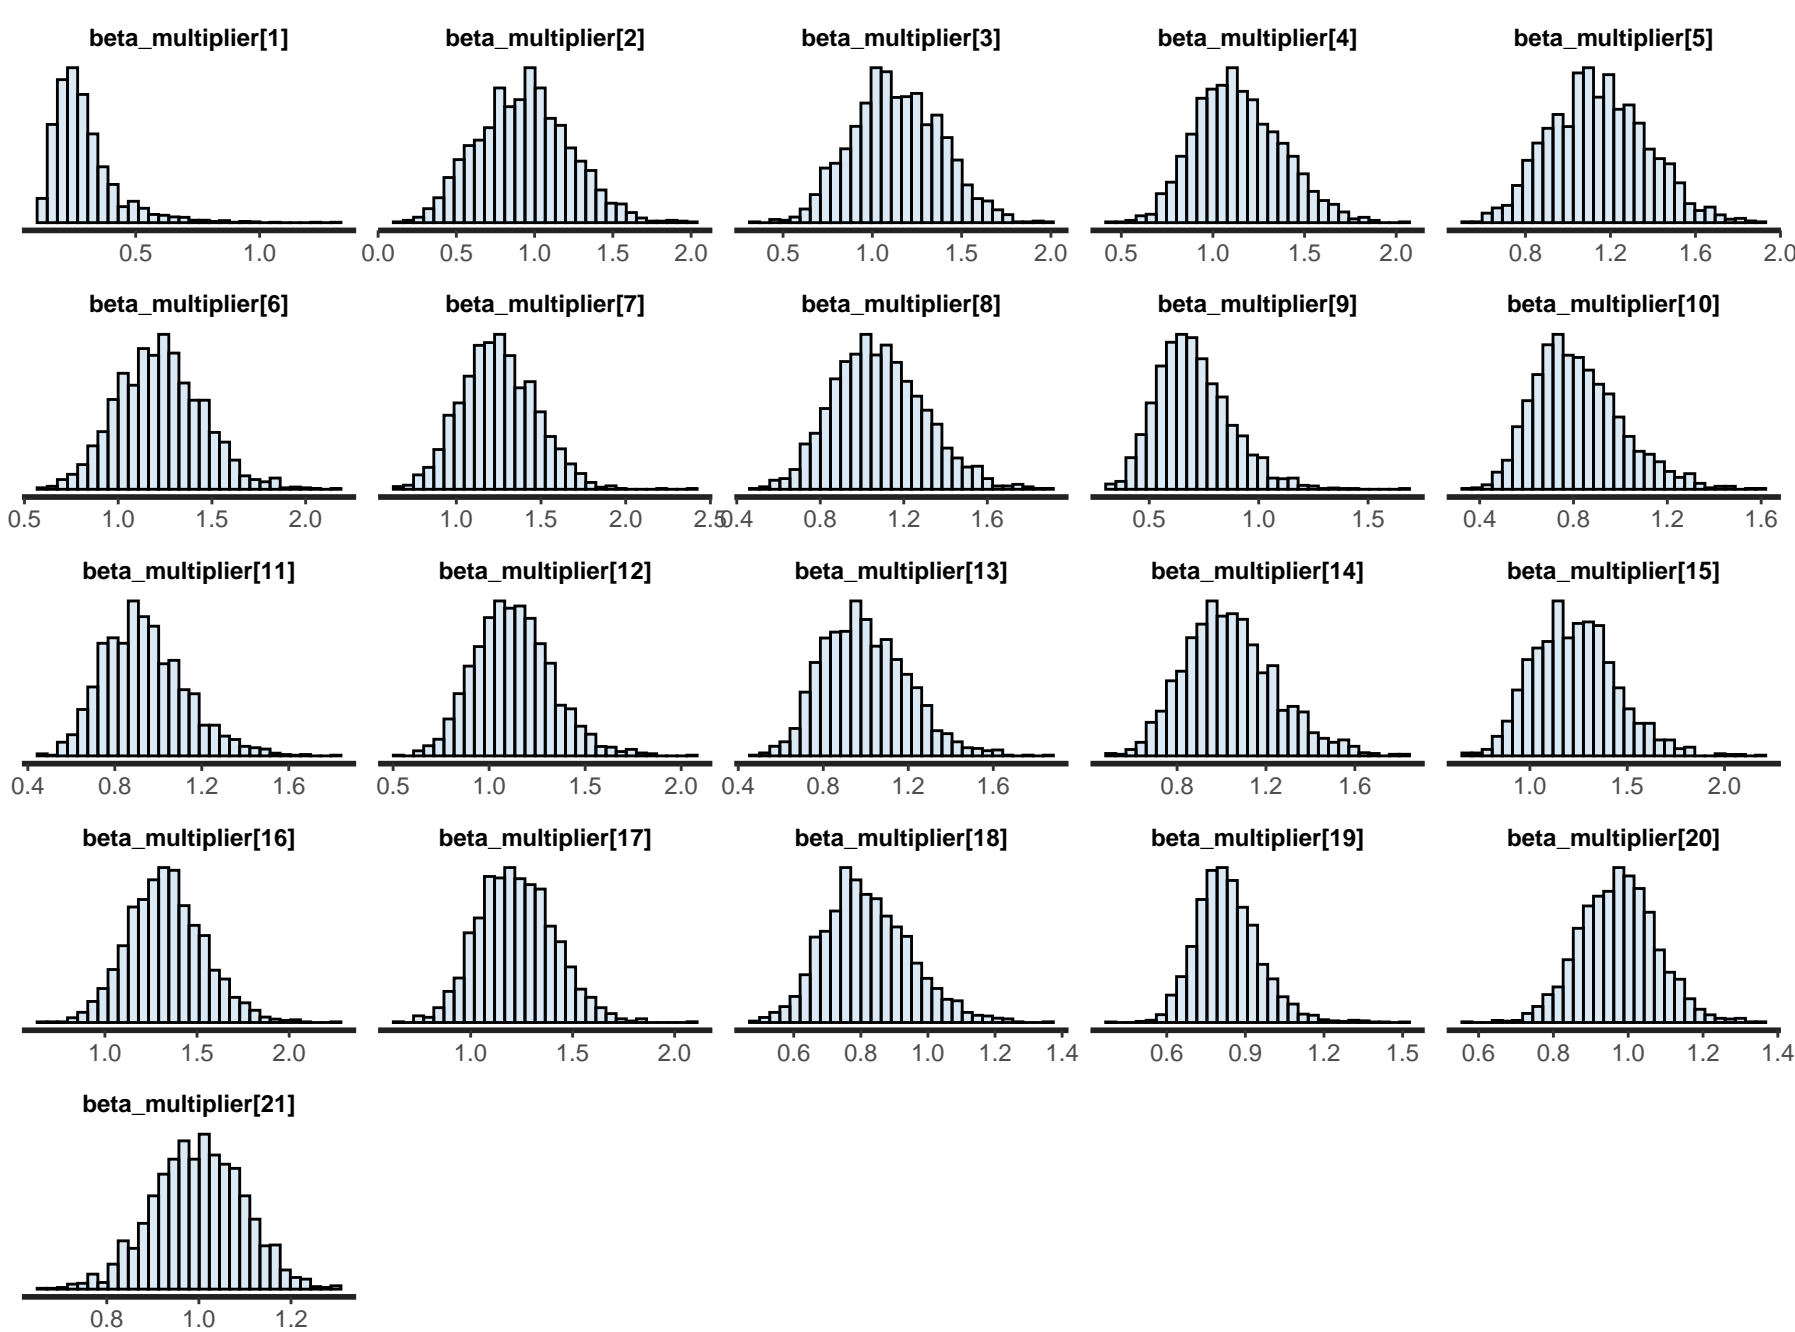 beta_multiplier[1] beta_multiplier[2] beta_multiplier[3] beta_multiplier[4] beta_multiplier[5]
0.5 1.0 0.0 0.5 1.0 1.5 2.0 0.5 1.0 1.5 2.0 0.5 1.0 1.5 2.0 0.8 1.2 1.6 2.0
beta_multiplier[6] beta_multiplier[7] beta_multiplier[8] beta_multiplier[9] beta_multiplier[10]
0.5 1.0 1.5 2.0 1.0 1.5 2.0 2.5 0.4 0.8 1.2 1.6 0.5 1.0 1.5 0.4 0.8 1.2 1.6
beta_multiplier[11] beta_multiplier[12] beta_multiplier[13] beta_multiplier[14] beta_multiplier[15]
0.4 0.8 1.2 1.6 0.5 1.0 1.5 2.0 0.4 0.8 1.2 1.6 0.8 1.2 1.6 1.0 1.5 2.0
beta_multiplier[16] beta_multiplier[17] beta_multiplier[18] beta_multiplier[19] beta_multiplier[20]
1.0 1.5 2.0 1.0 1.5 2.0 0.6 0.8 1.0 1.2 1.4 0.6 0.9 1.2 1.5 0.6 0.8 1.0 1.2 1.4
beta_multiplier[21]
0.8 1.0 1.2